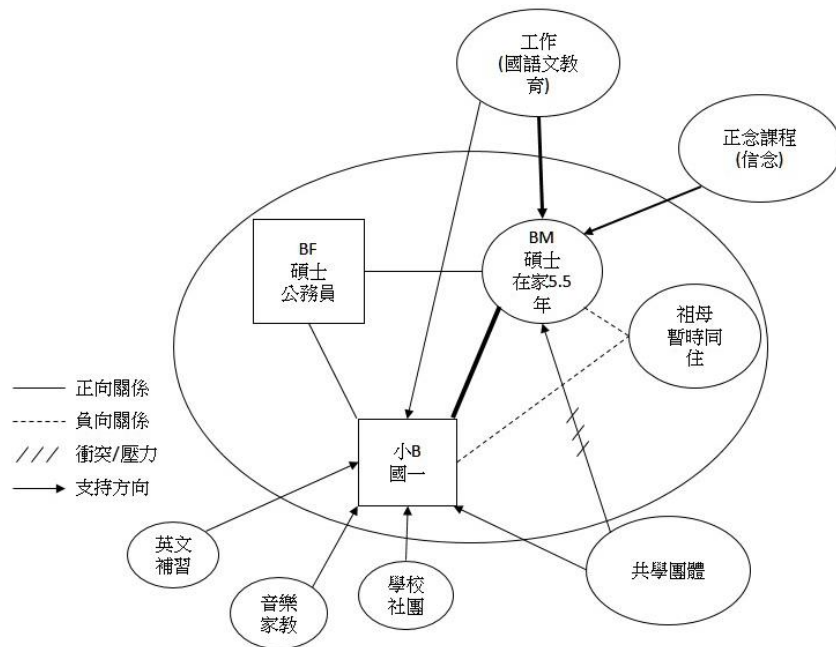 工作
(國語文教
育)
正念課程
(信念)
BF
碩士
公務員
BM
碩士
在家5.5
年
祖母
暫時同
住
正向關係
負向關係
衝突/壓力
支持方向
小B
國一
英文
補習
音樂
家教
學校
社團
共學團體